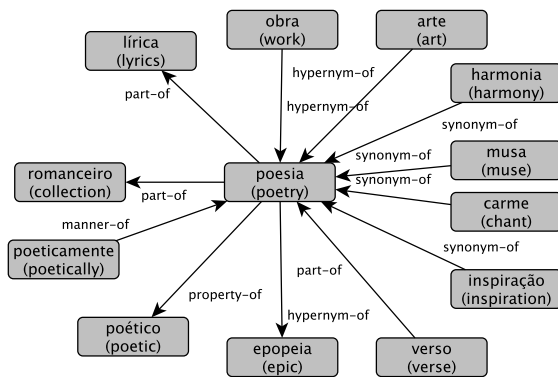 obra
(work)
arte
(art)
lírica
(lyrics)
hypernym-of
harmonia
(harmony)
part-of
hypernym-of
synonym-of
musa
(muse)
synonym-of
romanceiro
(collection)
poesia
(poetry)
synonym-of
part-of
carme
(chant)
manner-of
poeticamente
(poetically)
synonym-of
part-of
inspiração
(inspiration)
property-of
hypernym-of
poético
(poetic)
epopeia
(epic)
verso
(verse)